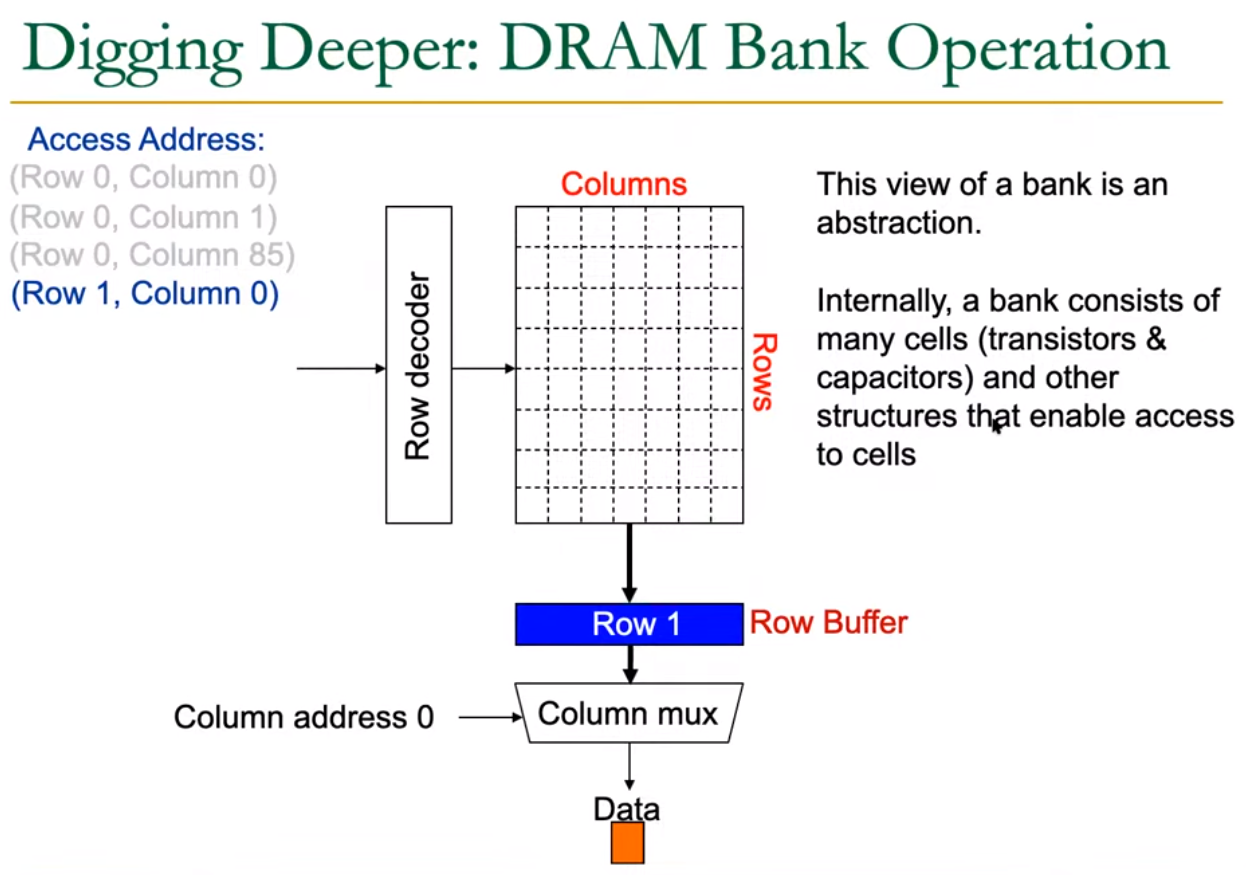 Digging Deeper: DRAM Bank Operation
Access Address:
(Row 0, Column 0)
(Row 0, Column 1)
(Row 0, Column 85)
(Row 1, Column 0)
Columns
Row decoder
Rows
This view of a bank is an
abstraction.
Internally, a bank consists of
many cells (transistors &
capacitors) and other
structures that enable access
to cells
Row 1
Row Buffer
Column address 0
Column mux
Data